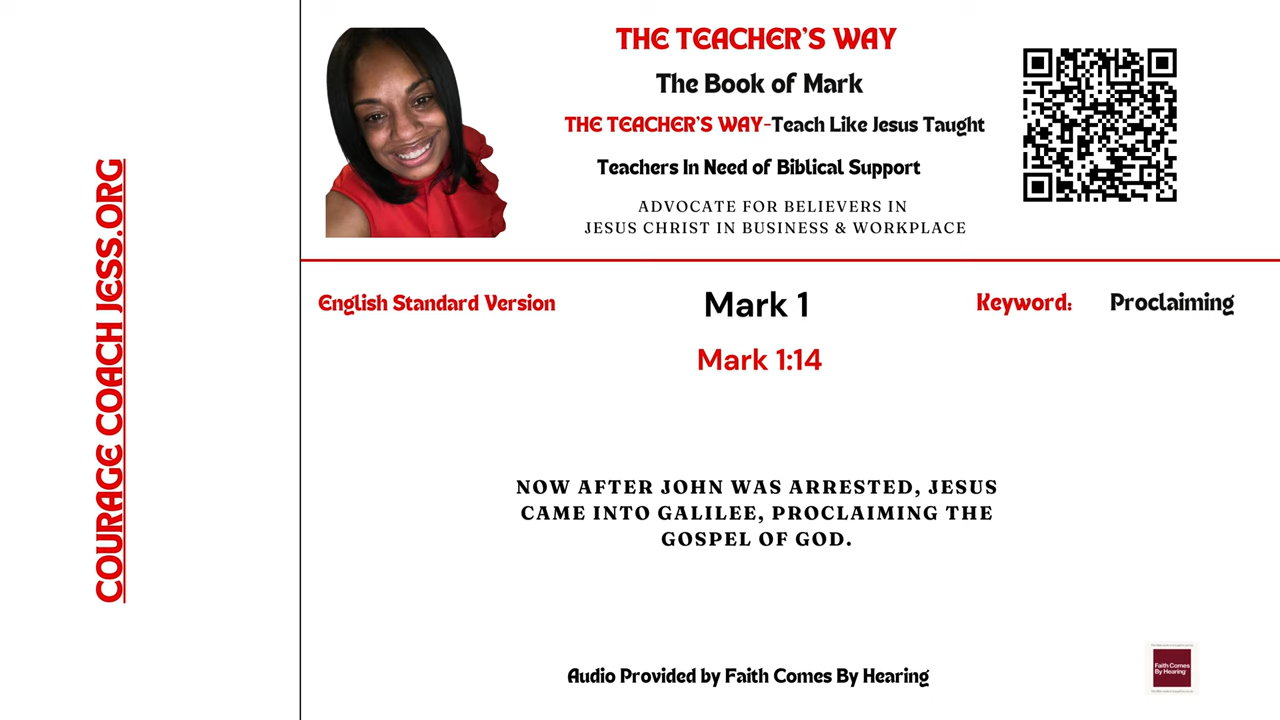 COURAGE COACH JESS.ORG
THE TEACHER'S WAY
The Book of Mark
THE TEACHER'S WAY-Teach Like Jesus Taught
Teachers In Need of Biblical Support
ADVOCATE FOR BELIEVERS IN
JESUS CHRIST IN BUSINESS & WORKPLACE
English Standard Version
Mark 1
Keyword: Proclaiming
Mark 1:14
NOW AFTER JOHN WAS ARRESTED, JESUS
CAME INTO GALILEE, PROCLAIMING THE
GOSPEL OF GOD.
Audio Provided by Faith Comes By Hearing
Faith Comes
By Hearing